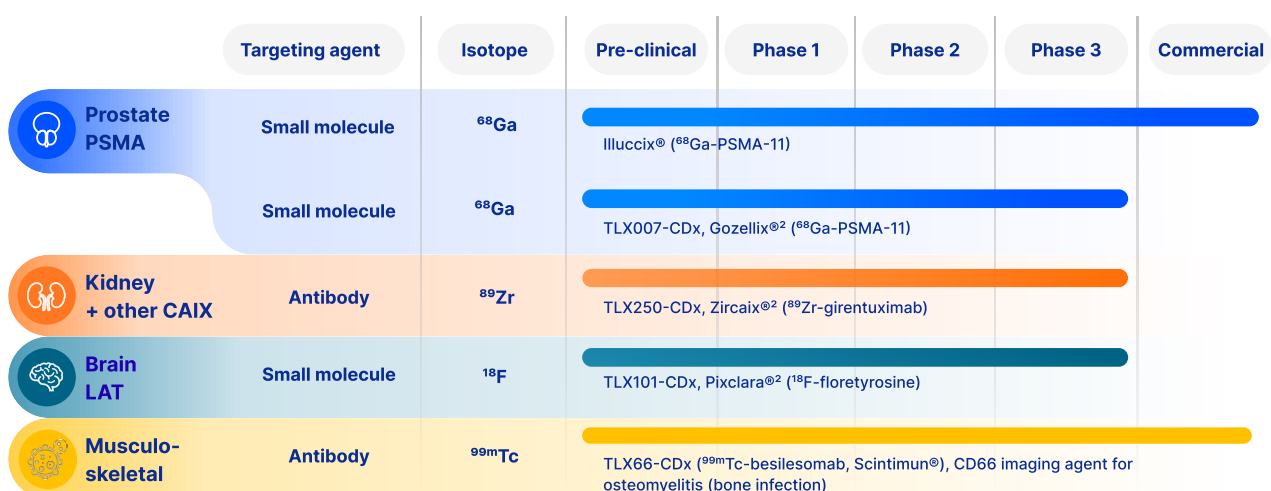 Targeting agent Isotope Pre-clinical Phase 1 Phase 2 Phase 3 Commercial
Prostate
PSMA
Small molecule
⁶⁸Ga
Illuccix® (⁶⁸Ga-PSMA-11)
Small molecule
⁶⁸Ga
TLX007-CDx, Gozellix®² (⁶⁸Ga-PSMA-11)
Kidney
+ other CAIX
Antibody
⁸⁹Zr
TLX250-CDx, Zircaix®² (⁸⁹Zr-girentuximab)
Brain
LAT
Small molecule
¹⁸F
TLX101-CDx, Pixclara®² (¹⁸F-floretyrosine)
Musculo-
skeletal
Antibody
⁹⁹ᵐTc
TLX66-CDx (⁹⁹ᵐTc-besilesomab, Scintimun®), CD66 imaging agent for
osteomyelitis (bone infection)